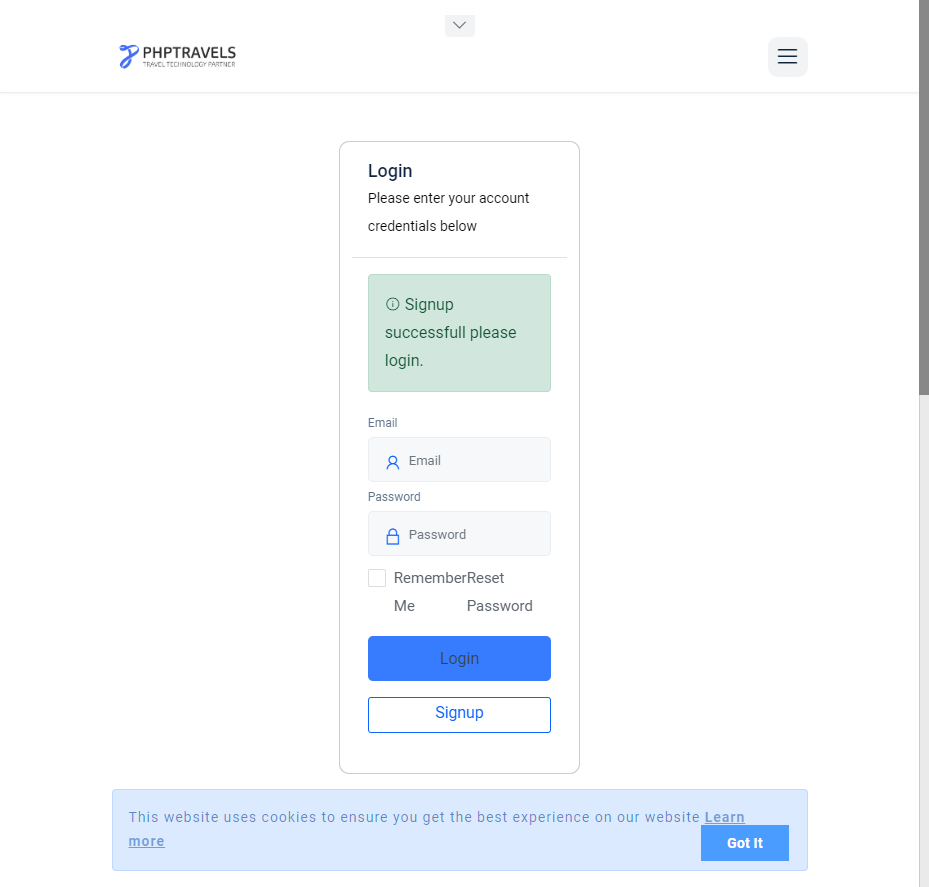 PHPTRAVELS
TRAVEL TECHNOLOGY PARTNER
Login
Please enter your account
credentials below
Signup
successfull please
login.
Email
Email
Password
Password
Remember Reset
Me Password
Login
Signup
This website uses cookies to ensure you get the best experience on our website Learn
more
Got It